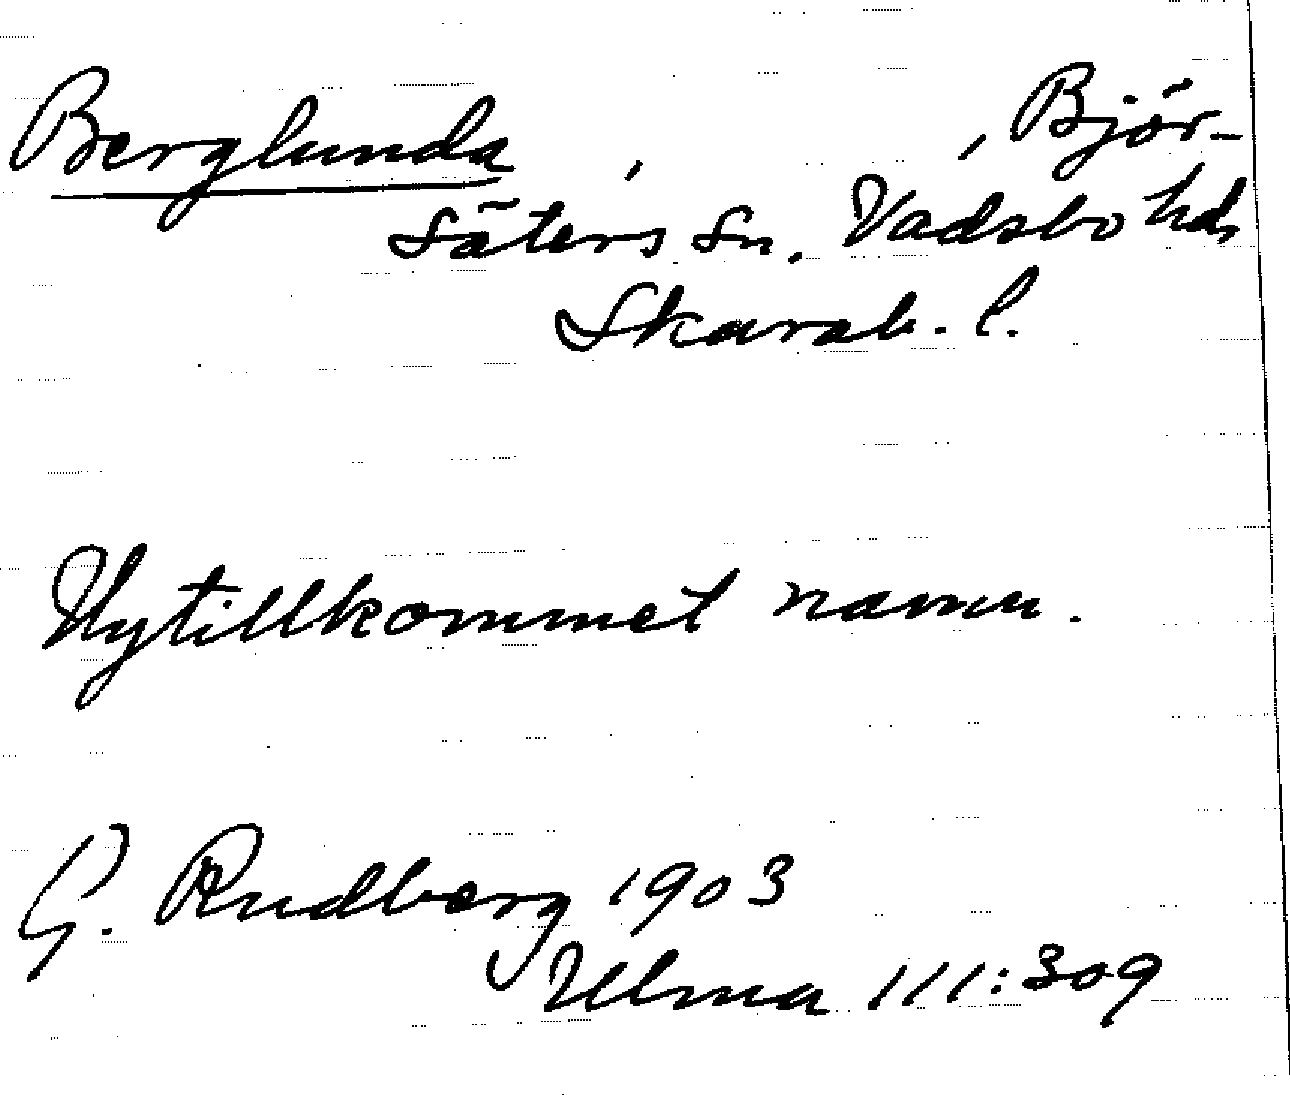 Berglunda , , Björ-
säters sn. Vadsbo hd,
Skarab. l.
Nytillkommet namn.
G. Rudberg 1903
Ulma 111:309